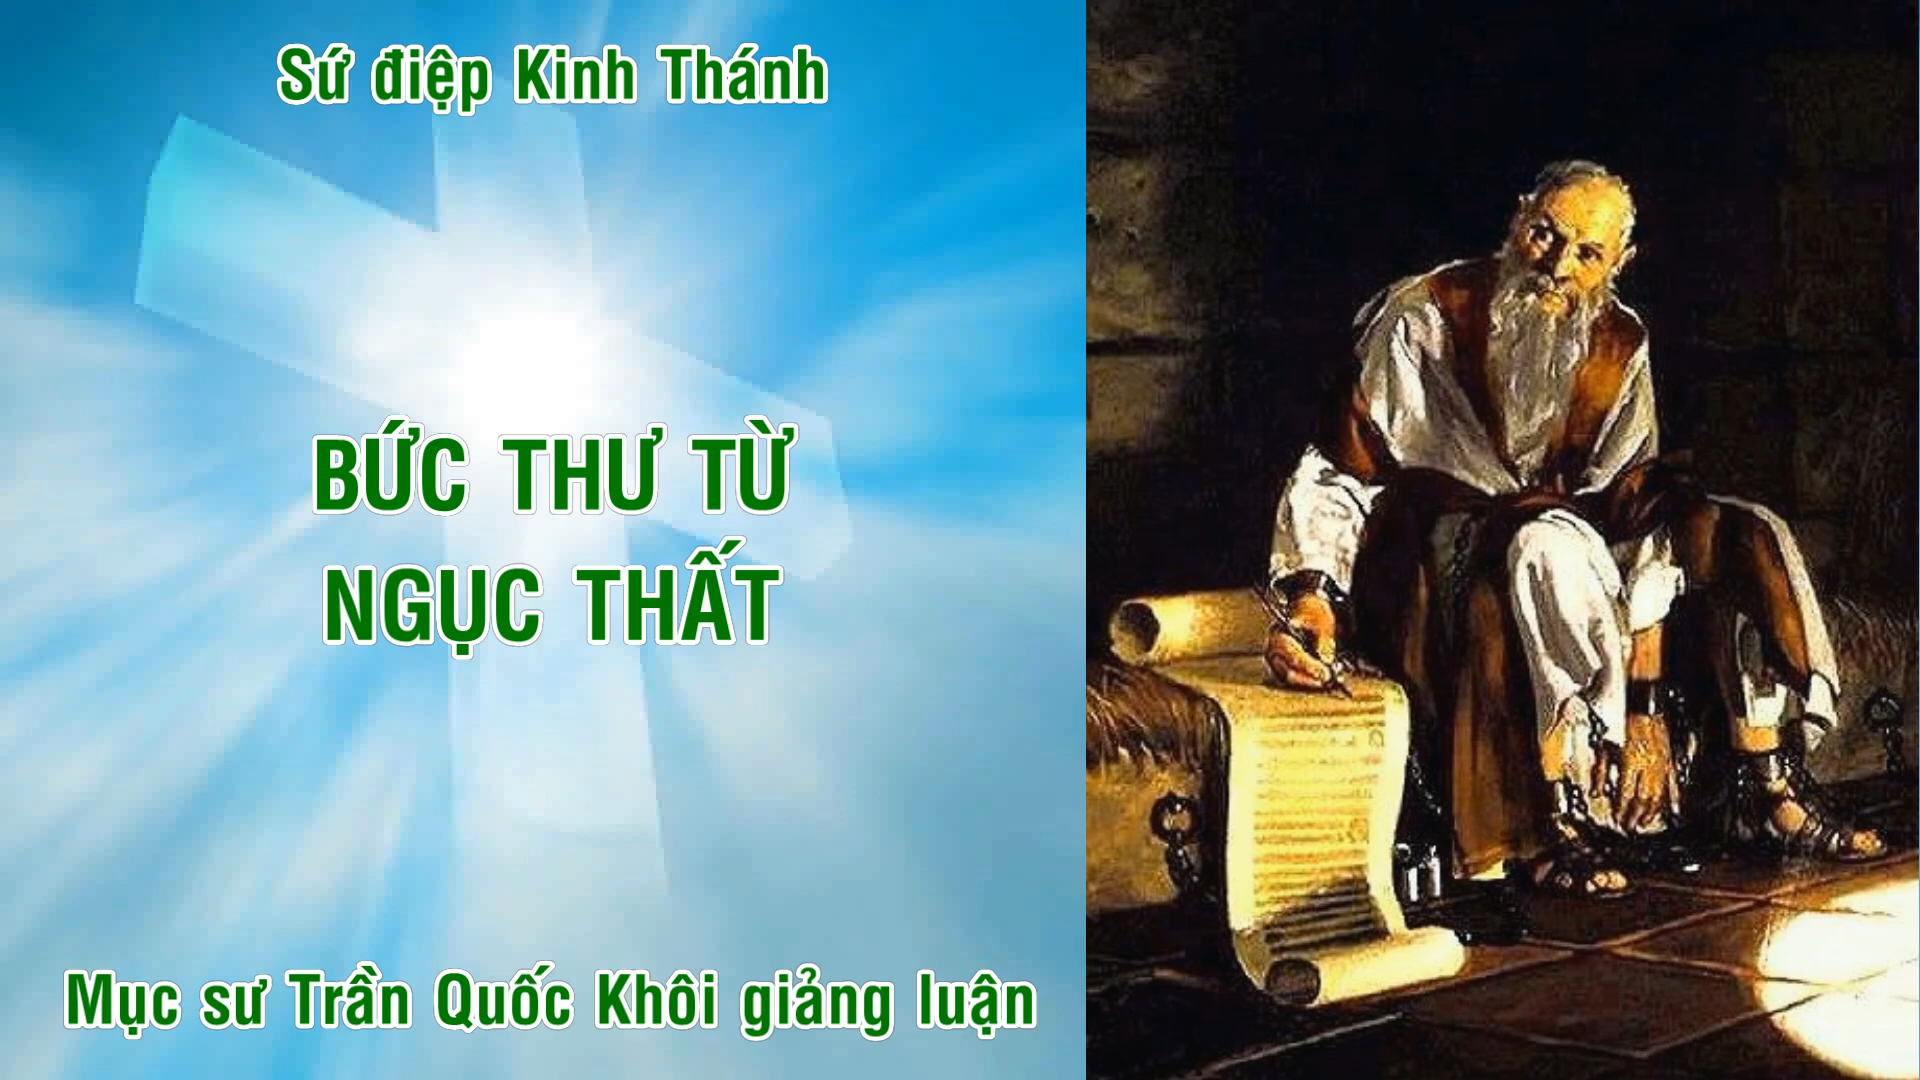 Sứ điệp Kinh Thánh
BỨC THƯ TỪ
NGỤC THẤT
Mục sư Trần Quốc Khôi giảng luận